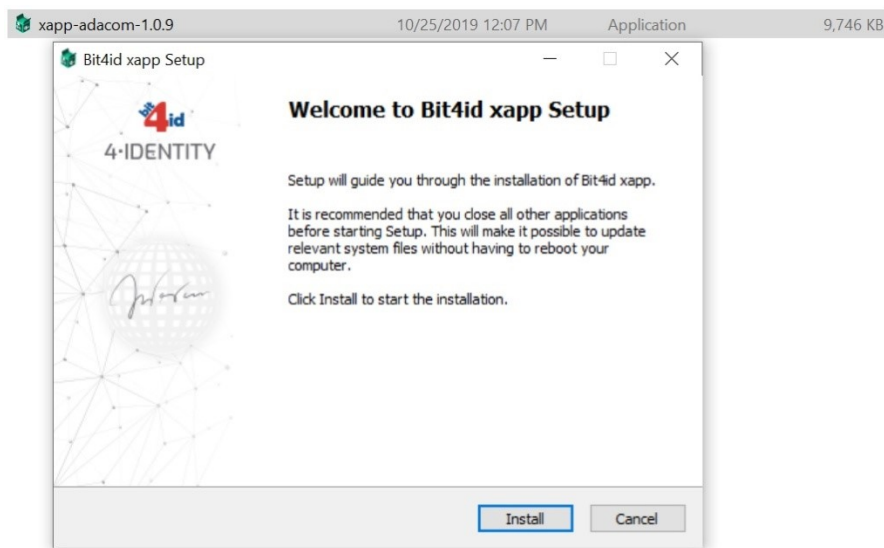 xapp-adacom-1.0.9 10/25/2019 12:07 PM Application 9,746 KB
Bit4id xapp Setup
bit4id
4·IDENTITY
Welcome to Bit4id xapp Setup
Setup will guide you through the installation of Bit4id xapp.
It is recommended that you close all other applications
before starting Setup. This will make it possible to update
relevant system files without having to reboot your
computer.
Click Install to start the installation.
Install Cancel